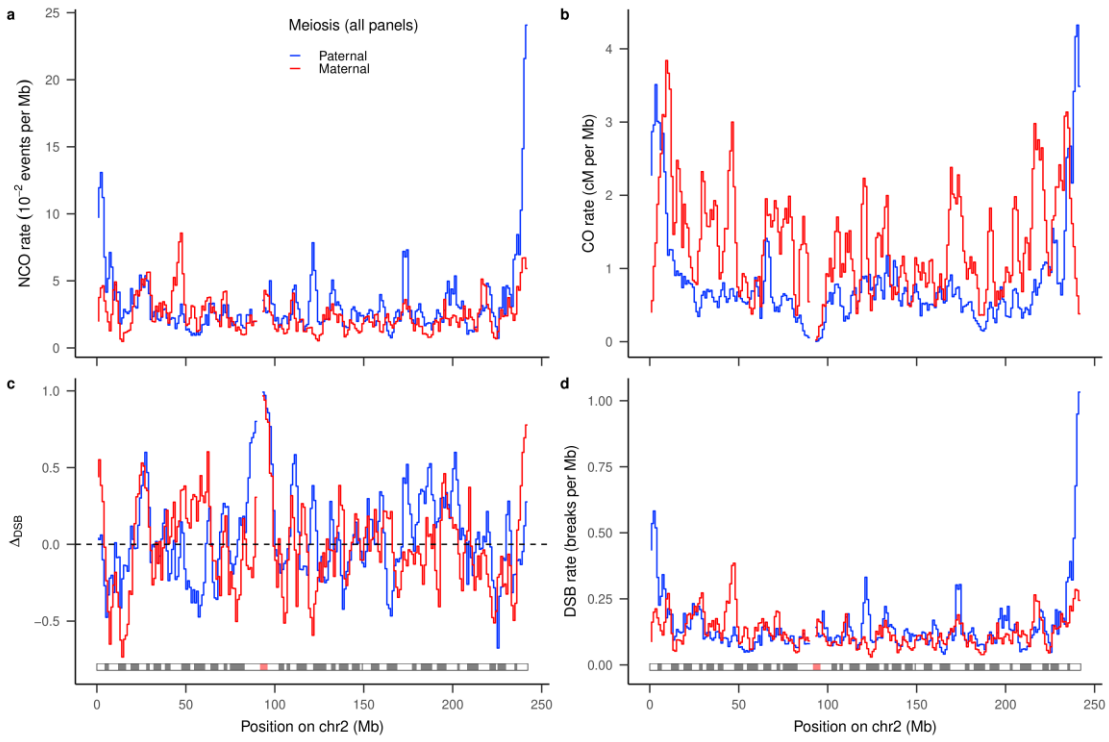 a
Meiosis (all panels)
Paternal
Maternal
NCO rate (10⁻² events per Mb)
25
20
15
10
5
0
b
CO rate (cM per Mb)
4
3
2
1
0
c
Δ_DSB
1.0
0.5
0.0
−0.5
0
50
100
150
200
250
Position on chr2 (Mb)
d
DSB rate (breaks per Mb)
1.00
0.75
0.50
0.25
0.00
0
50
100
150
200
250
Position on chr2 (Mb)